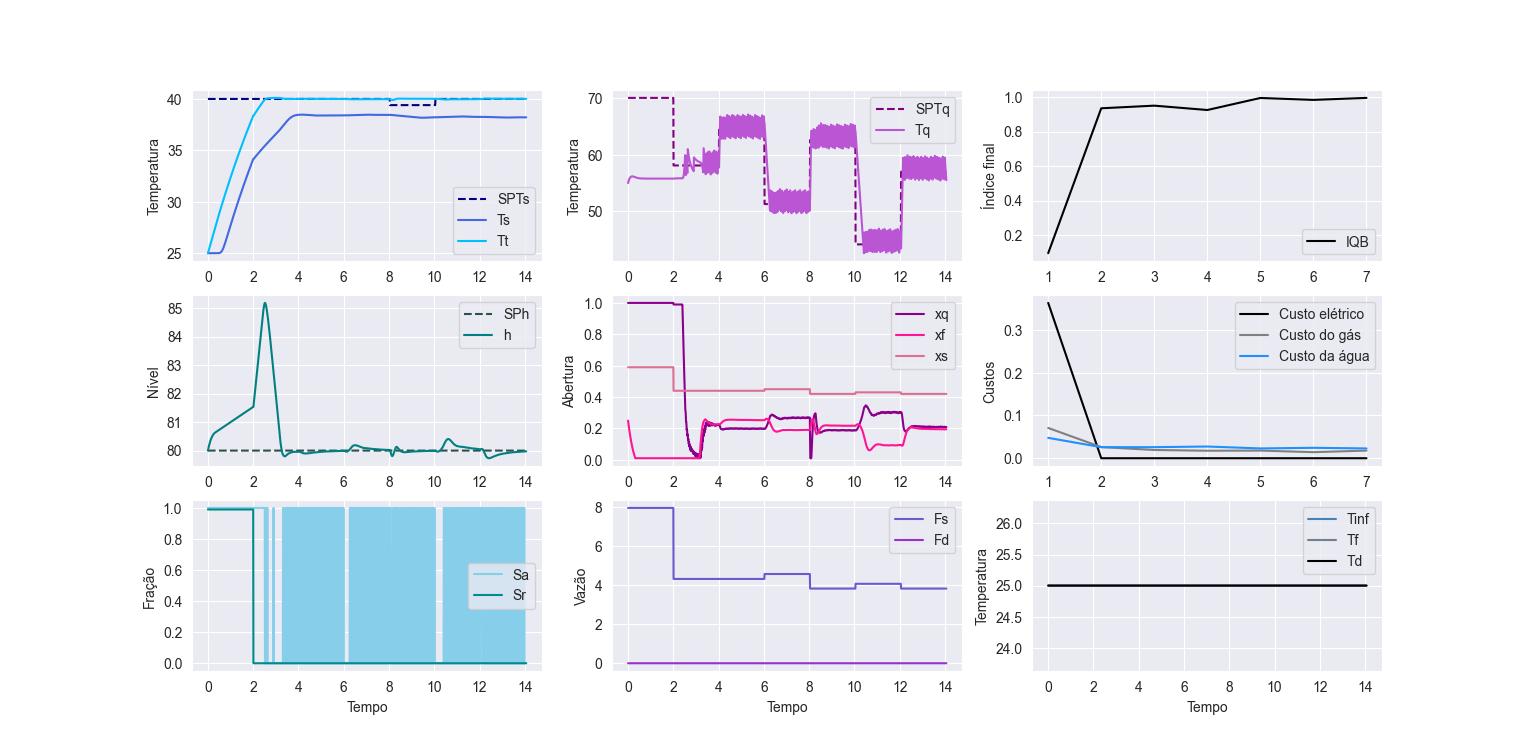 Temperatura
40
35
30
25
SPTs
Ts
Tt
0 2 4 6 8 10 12 14
Temperatura
70
60
50
SPTq
Tq
0 2 4 6 8 10 12 14
Índice final
1.0
0.8
0.6
0.4
0.2
IQB
1 2 3 4 5 6 7
Nível
85
84
83
82
81
80
SPh
h
0 2 4 6 8 10 12 14
Abertura
1.0
0.8
0.6
0.4
0.2
0.0
xq
xf
xs
0 2 4 6 8 10 12 14
Custos
0.3
0.2
0.1
0.0
Custo elétrico
Custo do gás
Custo da água
1 2 3 4 5 6 7
Fração
1.0
0.8
0.6
0.4
0.2
0.0
Sa
Sr
0 2 4 6 8 10 12 14
Tempo
Vazão
8
6
4
2
0
Fs
Fd
0 2 4 6 8 10 12 14
Tempo
Temperatura
26.0
25.5
25.0
24.5
24.0
Tinf
Tf
Td
0 2 4 6 8 10 12 14
Tempo